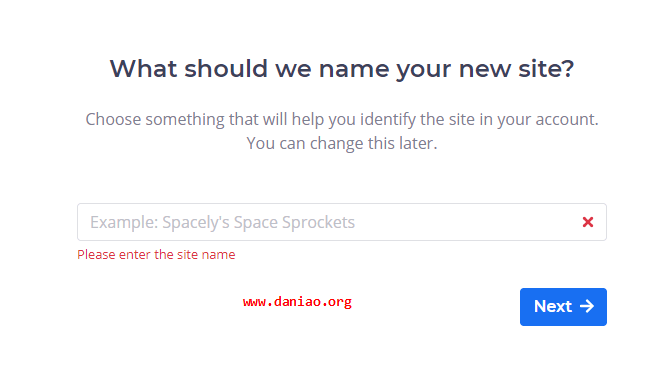 What should we name your new site?
Choose something that will help you identify the site in your account.
You can change this later.
Example: Spacely's Space Sprockets
Please enter the site name
www.daniao.org
Next